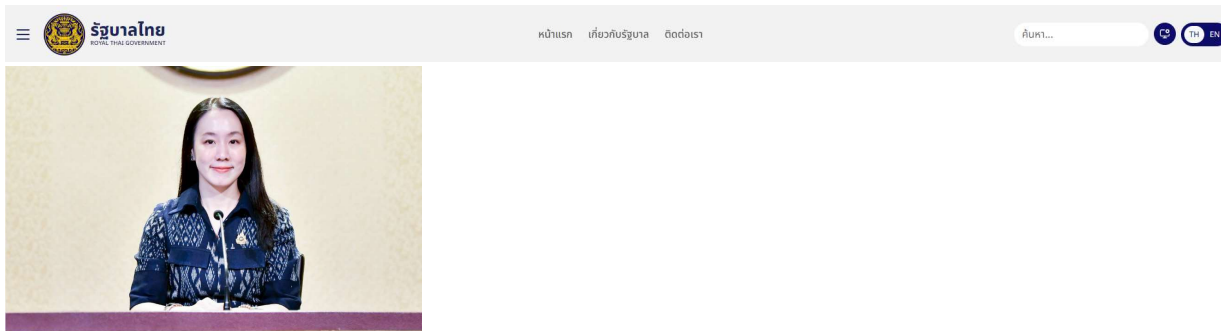 รัฐบาลไทย
ROYAL THAI GOVERNMENT
หน้าแรก เกี่ยวกับรัฐบาล ติดต่อเรา
ค้นหา...
TH EN